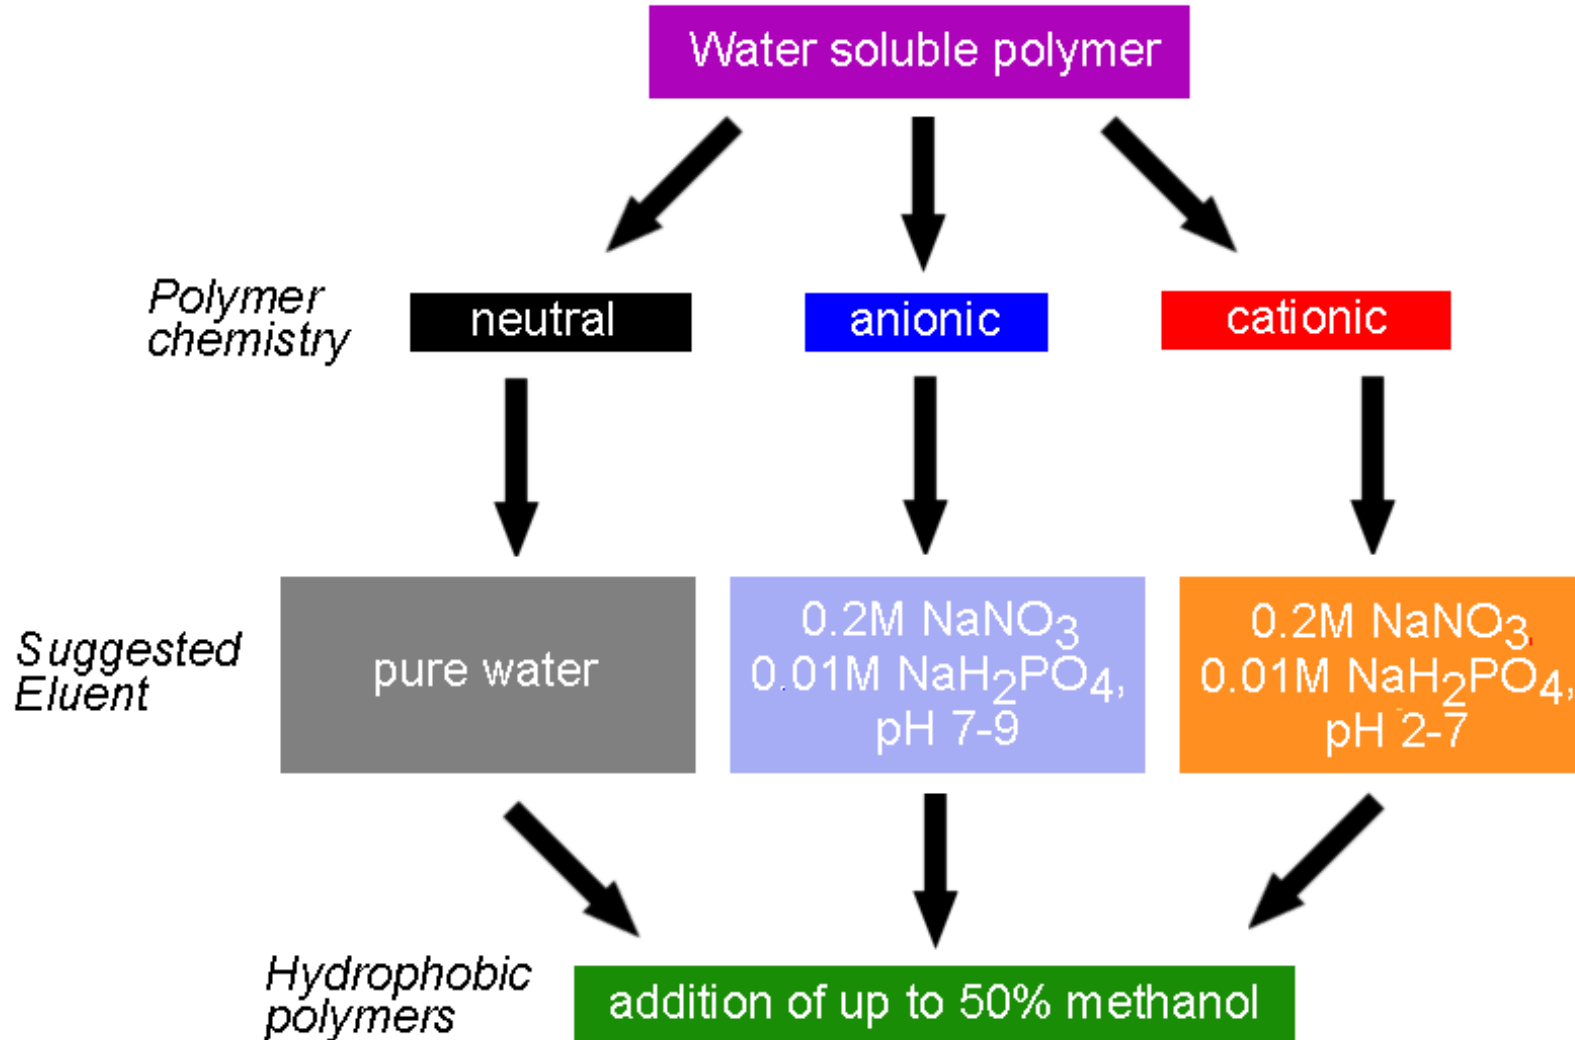 Water soluble polymer
Polymer
chemistry
neutral
anionic
cationic
Suggested
Eluent
pure water
0.2M NaNO₃
0.01M NaH₂PO₄,
pH 7-9
0.2M NaNO₃,
0.01M NaH₂PO₄,
pH 2-7
Hydrophobic
polymers
addition of up to 50% methanol